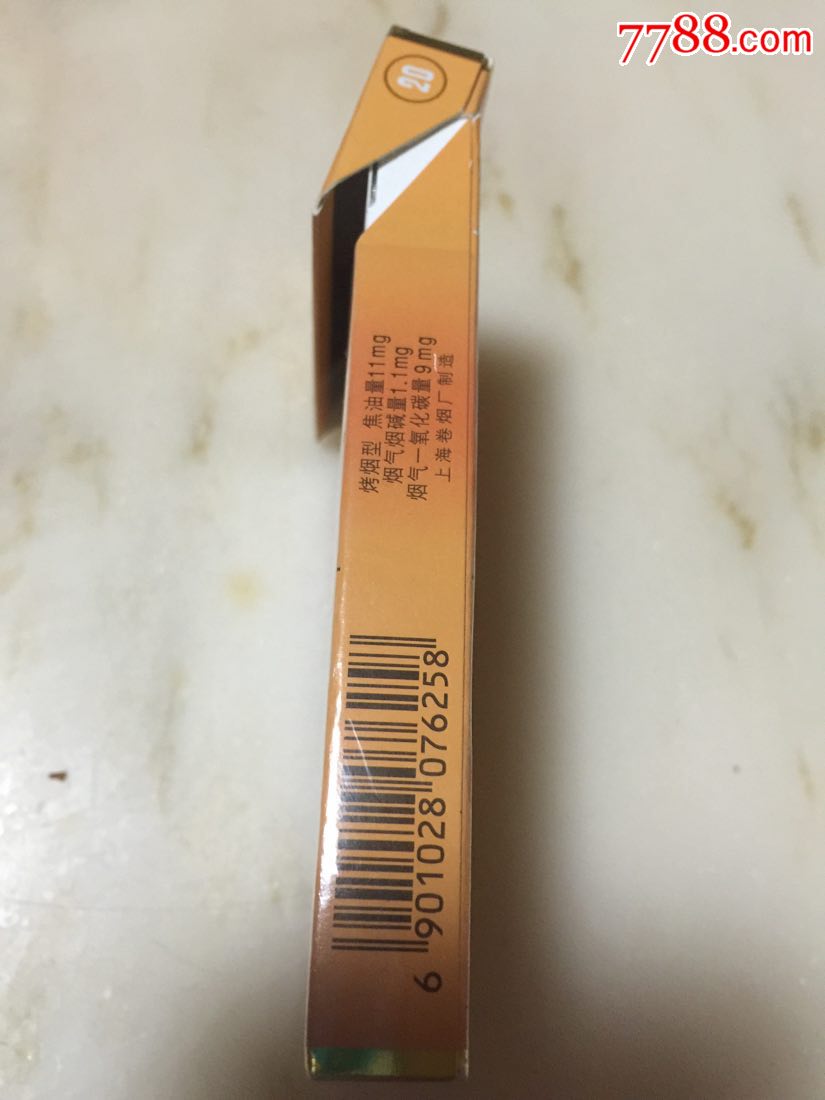 7788.com
20
烤烟型 焦油量11mg
烟气烟碱量1.1mg
烟气一氧化碳量9mg
上海卷烟厂制造
6 901028 076258